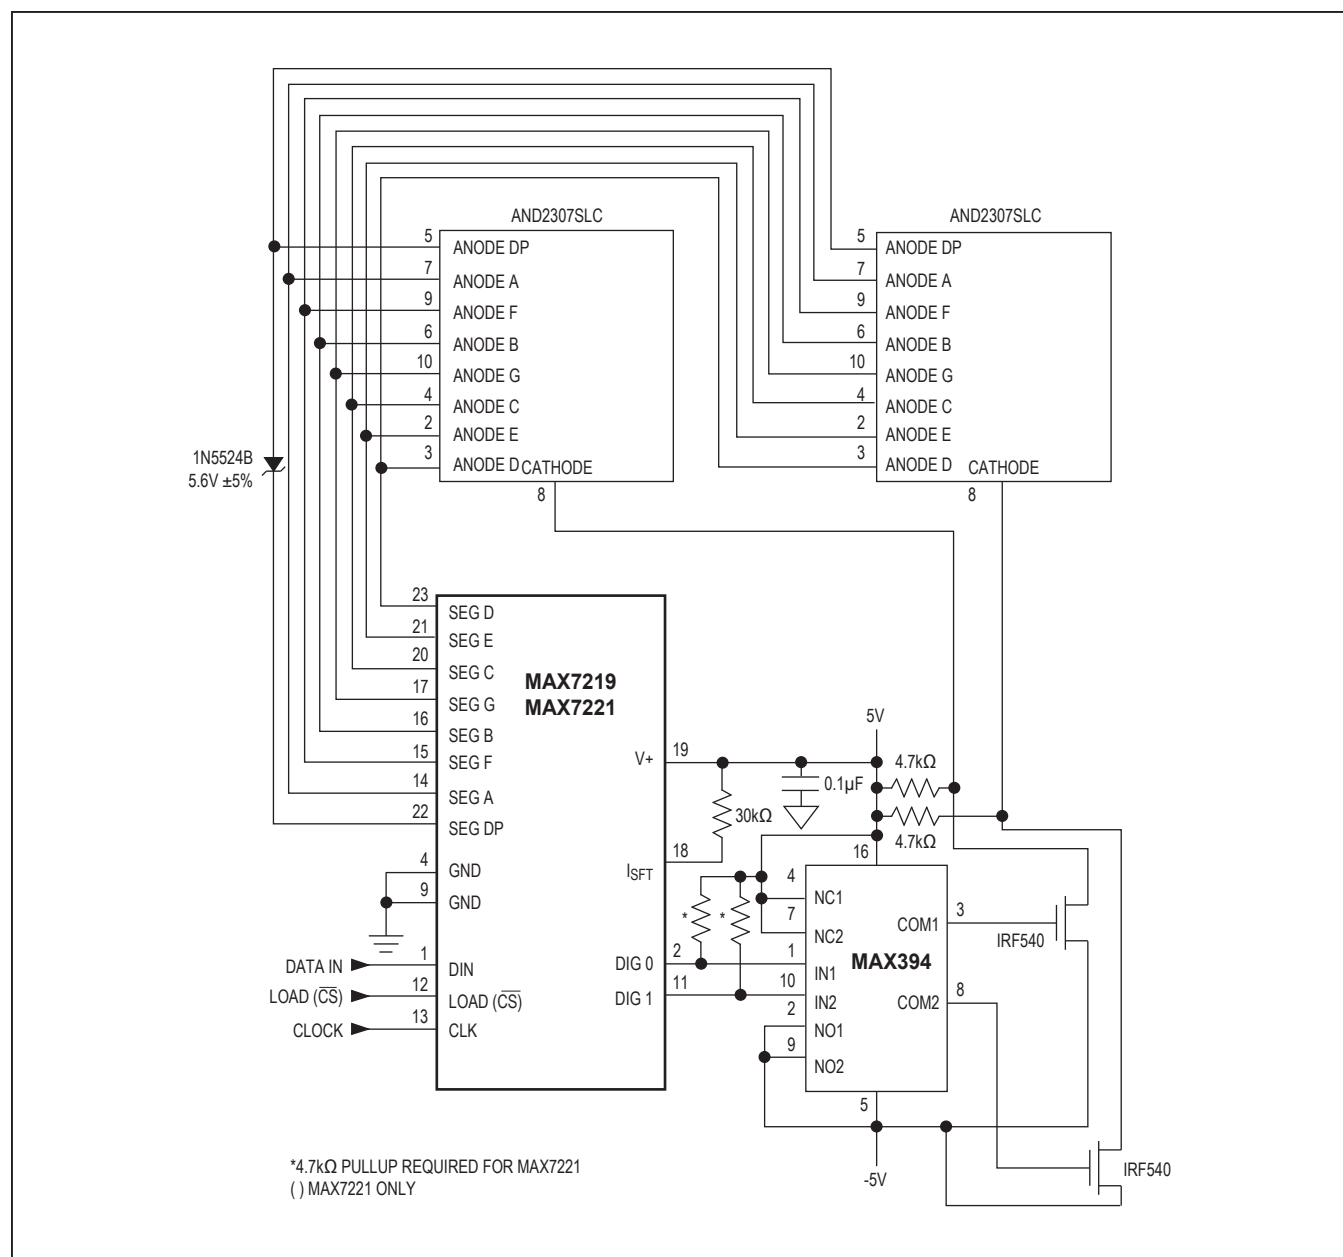 AND2307SLC
5 ANODE DP
7 ANODE A
9 ANODE F
6 ANODE B
10 ANODE G
4 ANODE C
2 ANODE E
3 ANODE D
CATHODE
8
AND2307SLC
5 ANODE DP
7 ANODE A
9 ANODE F
6 ANODE B
10 ANODE G
4 ANODE C
2 ANODE E
3 ANODE D
CATHODE
8
1N5524B
5.6V ±5%
23 SEG D
21 SEG E
20 SEG C
17 SEG G
16 SEG B
15 SEG F
14 SEG A
22 SEG DP
4 GND
9 GND
DATA IN 1 DIN
LOAD (C̅S̅) 12 LOAD (C̅S̅)
CLOCK 13 CLK
MAX7219
MAX7221
V+ 19
ISFT 18
DIG 0 2
DIG 1 11
30kΩ
0.1µF
5V
4.7kΩ
4.7kΩ
*
*
16
4 NC1
7 NC2
1 IN1
10 IN2
2 NO1
9 NO2
MAX394
COM1 3
COM2 8
5
-5V
IRF540
IRF540
*4.7kΩ PULLUP REQUIRED FOR MAX7221
( ) MAX7221 ONLY